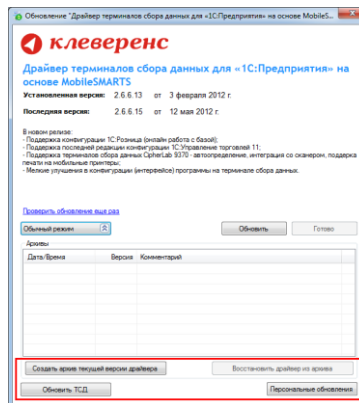 Обновление "Драйвер терминалов сбора данных для «1С:Предприятия» на основе MobileS...
клеверенс
Драйвер терминалов сбора данных для «1С:Предприятия» на
основе MobileSMARTS
Установленная версия: 2.6.6.13 от 3 февраля 2012 г.
Последняя версия: 2.6.6.15 от 12 мая 2012 г.
В новом релизе:
- Поддержка конфигурации 1С:Розница (онлайн работа с базой);
- Поддержка последней редакции конфигурации 1С:Управление торговлей 11;
- Поддержка терминалов сбора данных CipherLab 9370 - автоопределение, интеграция со сканером, поддержка
печати на мобильные принтеры;
- Мелкие улучшения в конфигурации (интерфейсе) программы на терминале сбора данных.
Проверить обновление еще раз
Обычный режим
Обновить
Готово
Архивы
Дата/Время Версия Комментарий
Создать архив текущей версии драйвера
Восстановить драйвер из архива
Обновить ТСД
Персональные обновления